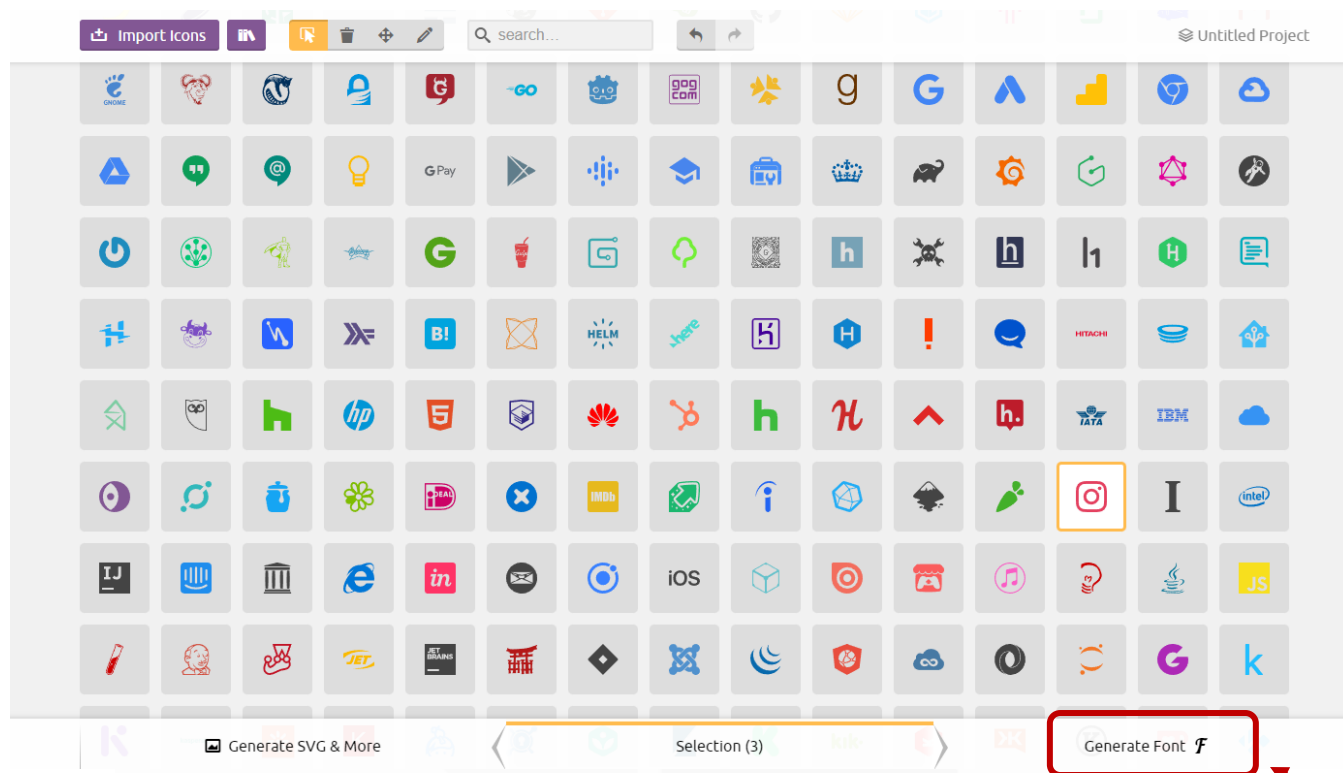 Import Icons
search...
Untitled Project
GNOME
GO
gog
com
g
G
G Pay
G
h
h
h
H
B!
HELM
here
H
HITACHI
hp
5
h
H
h.
IATA
IBM
iDEAL
IMDb
I
intel
IJ
e
in
iOS
JS
JET
JET
BRAINS
G
k
Generate SVG & More
Selection (3)
Generate Font